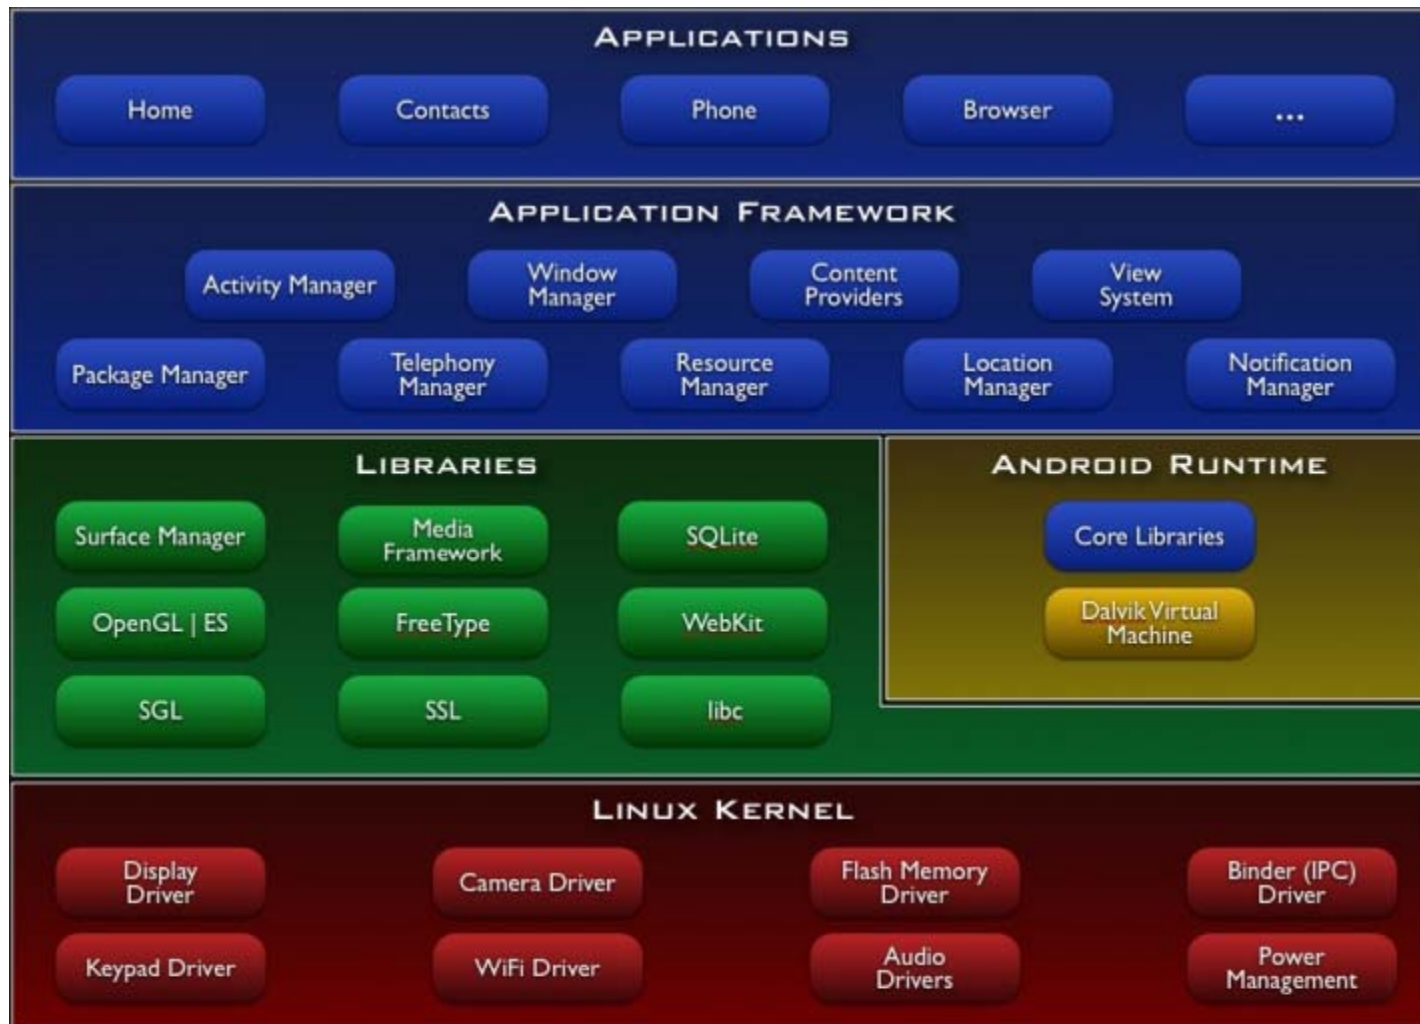 APPLICATIONS
Home
Contacts
Phone
Browser
...
APPLICATION FRAMEWORK
Activity Manager
Window
Manager
Content
Providers
View
System
Package Manager
Telephony
Manager
Resource
Manager
Location
Manager
Notification
Manager
LIBRARIES
Surface Manager
Media
Framework
SQLite
OpenGL | ES
FreeType
WebKit
SGL
SSL
libc
ANDROID RUNTIME
Core Libraries
Dalvik Virtual
Machine
LINUX KERNEL
Display
Driver
Camera Driver
Flash Memory
Driver
Binder (IPC)
Driver
Keypad Driver
WiFi Driver
Audio
Drivers
Power
Management